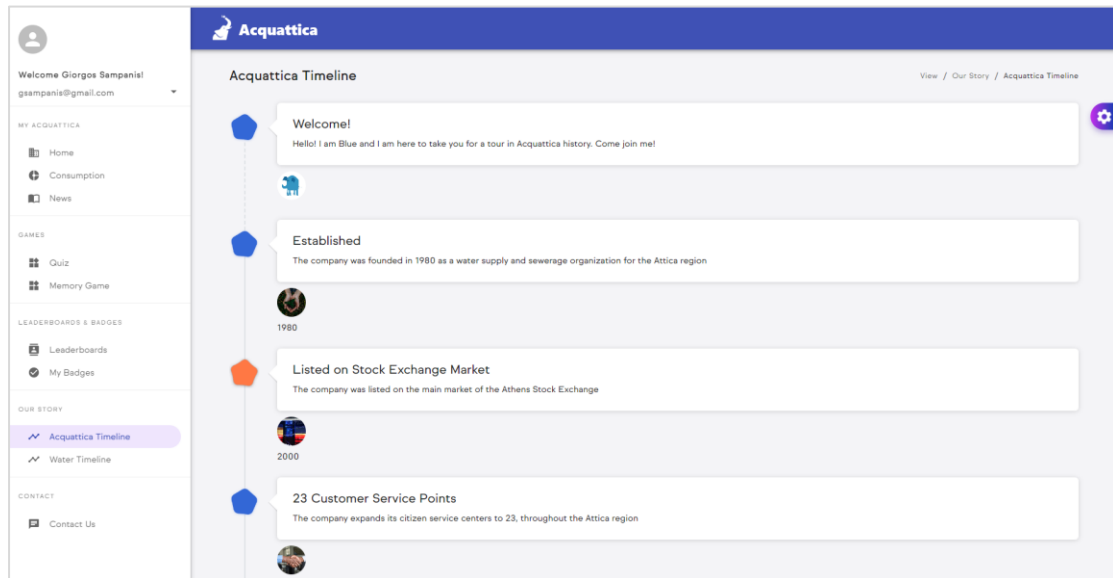 Welcome Giorgos Sampanis!
gsampanis@gmail.com
MY ACQUATTICA
Home
Consumption
News
GAMES
Quiz
Memory Game
LEADERBOARDS & BADGES
Leaderboards
My Badges
OUR STORY
Acquattica Timeline
Water Timeline
CONTACT
Contact Us
Acquattica
Acquattica Timeline
View / Our Story / Acquattica Timeline
Welcome!
Hello! I am Blue and I am here to take you for a tour in Acquattica history. Come join me!
Established
The company was founded in 1980 as a water supply and sewerage organization for the Attica region
1980
Listed on Stock Exchange Market
The company was listed on the main market of the Athens Stock Exchange
2000
23 Customer Service Points
The company expands its citizen service centers to 23, throughout the Attica region